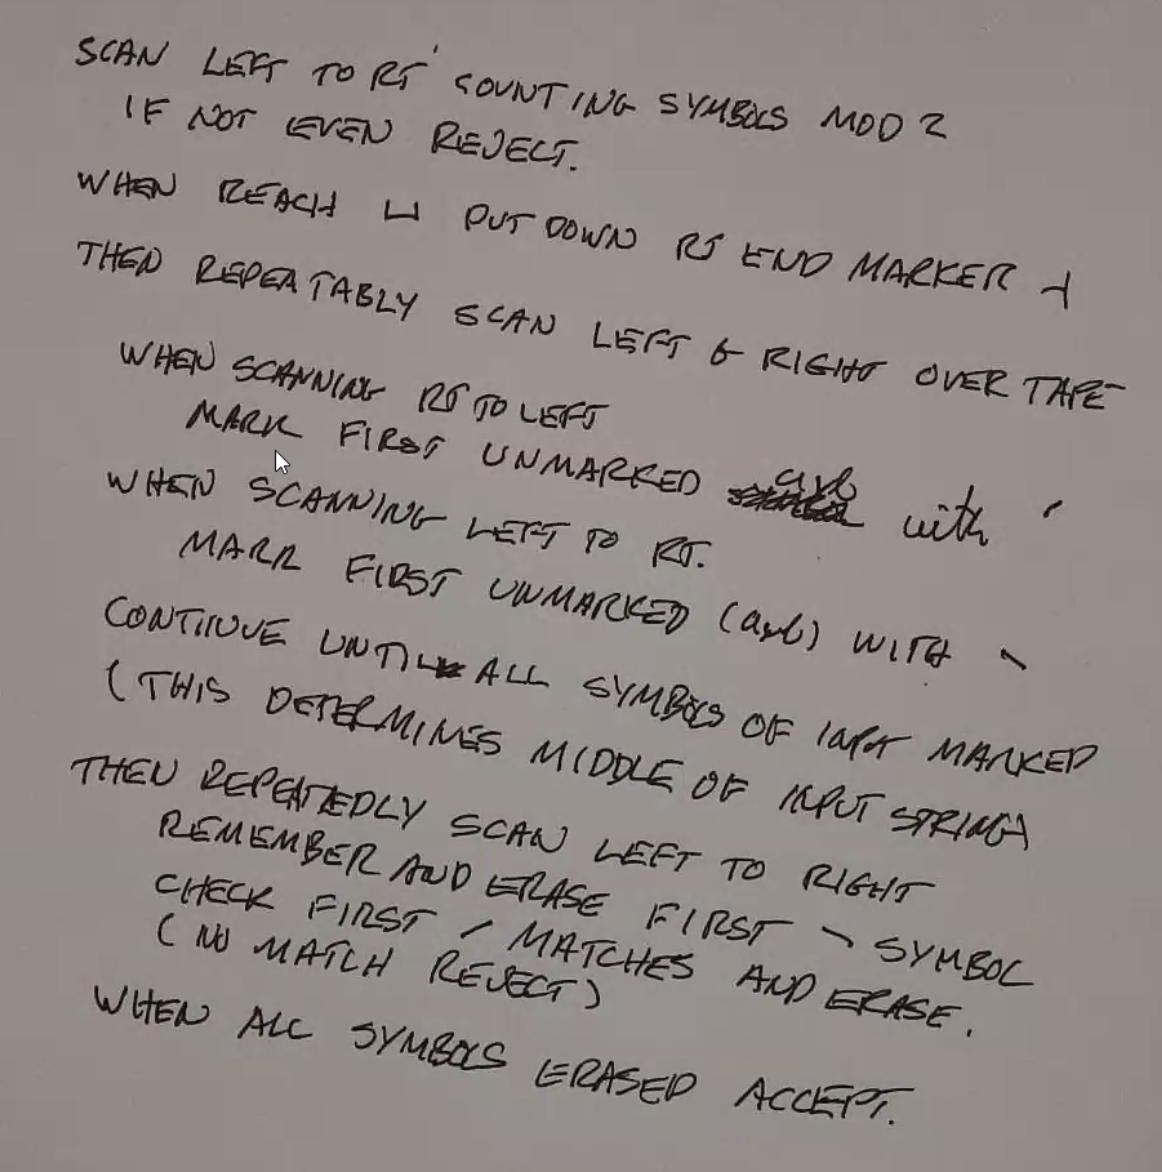 SCAN LEFT TO RT COUNTING SYMBOLS MOD 2
IF NOT EVEN REJECT.
WHEN REACH ⊔ PUT DOWN RT END MARKER ⊣
THEN REPEATABLY SCAN LEFT & RIGHT OVER TAPE
WHEN SCANNING RT TO LEFT
MARK FIRST UNMARKED a,b with ´
WHEN SCANNING LEFT TO RT.
MARK FIRST UNMARKED (a,b) WITH `
CONTINUE UNTIL ALL SYMBOLS OF INPUT MARKED
(THIS DETERMINES MIDDLE OF INPUT STRING)
THEN REPEATEDLY SCAN LEFT TO RIGHT
REMEMBER AND ERASE FIRST ` SYMBOL
CHECK FIRST ´ MATCHES AND ERASE.
(NO MATCH REJECT)
WHEN ALL SYMBOLS ERASED ACCEPT.